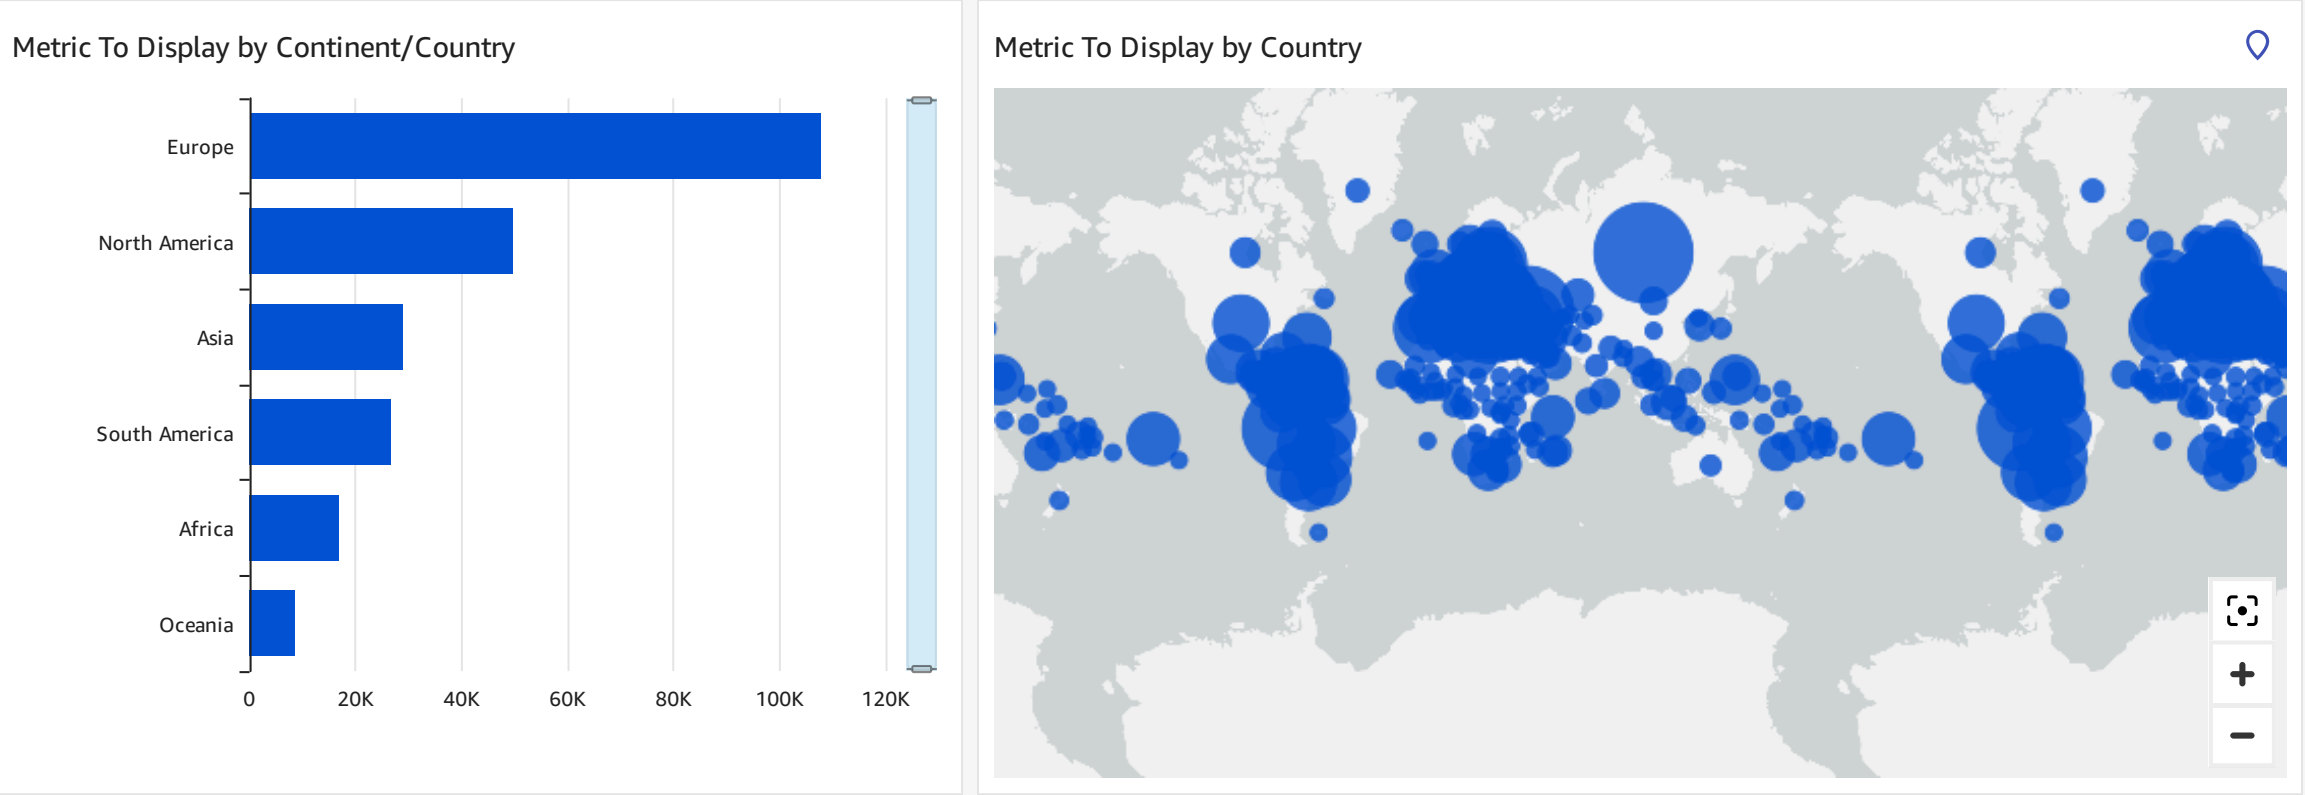 Metric To Display by Continent/Country
Europe
North America
Asia
South America
Africa
Oceania
0 20K 40K 60K 80K 100K 120K
Metric To Display by Country